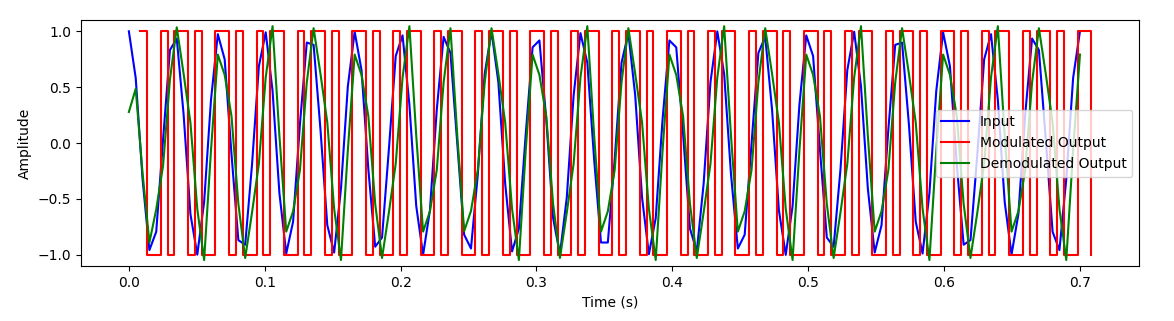 1.0
0.5
0.0
−0.5
−1.0
Amplitude
Input
Modulated Output
Demodulated Output
0.0 0.1 0.2 0.3 0.4 0.5 0.6 0.7
Time (s)